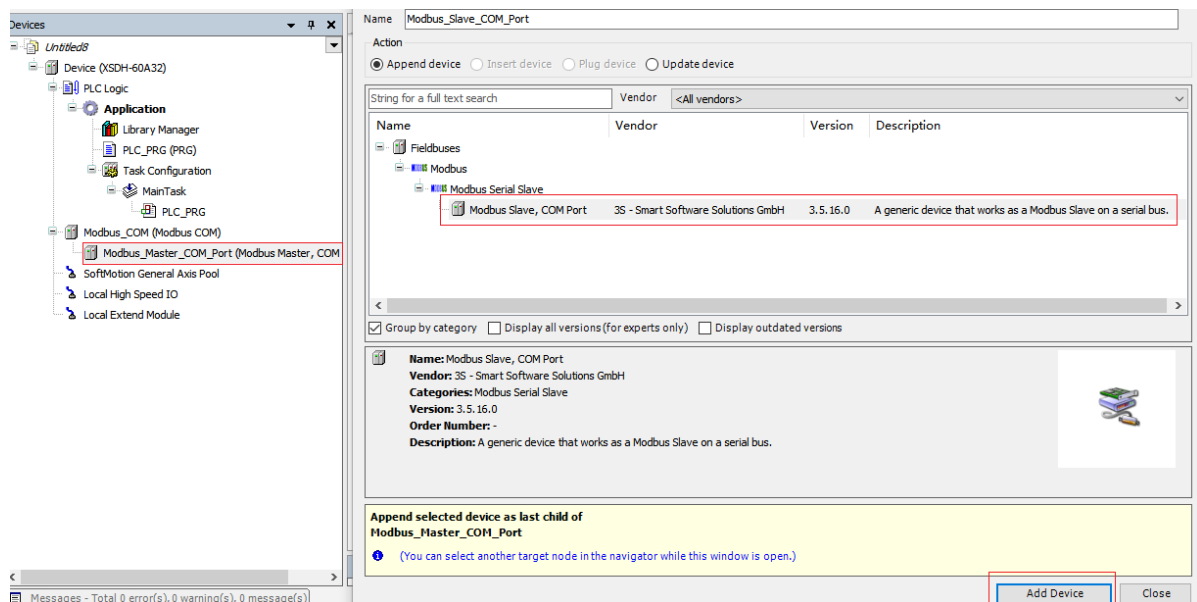 Devices
Untitled8
Device (XSDH-60A32)
PLC Logic
Application
Library Manager
PLC_PRG (PRG)
Task Configuration
MainTask
PLC_PRG
Modbus_COM (Modbus COM)
Modbus_Master_COM_Port (Modbus Master, COM
SoftMotion General Axis Pool
Local High Speed IO
Local Extend Module
Messages - Total 0 error(s), 0 warning(s), 0 message(s)
Name Modbus_Slave_COM_Port
Action
Append device Insert device Plug device Update device
String for a full text search Vendor <All vendors>
Name Vendor Version Description
Fieldbuses
Modbus
Modbus Serial Slave
Modbus Slave, COM Port 3S - Smart Software Solutions GmbH 3.5.16.0 A generic device that works as a Modbus Slave on a serial bus.
Group by category Display all versions (for experts only) Display outdated versions
Name: Modbus Slave, COM Port
Vendor: 3S - Smart Software Solutions GmbH
Categories: Modbus Serial Slave
Version: 3.5.16.0
Order Number: -
Description: A generic device that works as a Modbus Slave on a serial bus.
Append selected device as last child of
Modbus_Master_COM_Port
(You can select another target node in the navigator while this window is open.)
Add Device Close